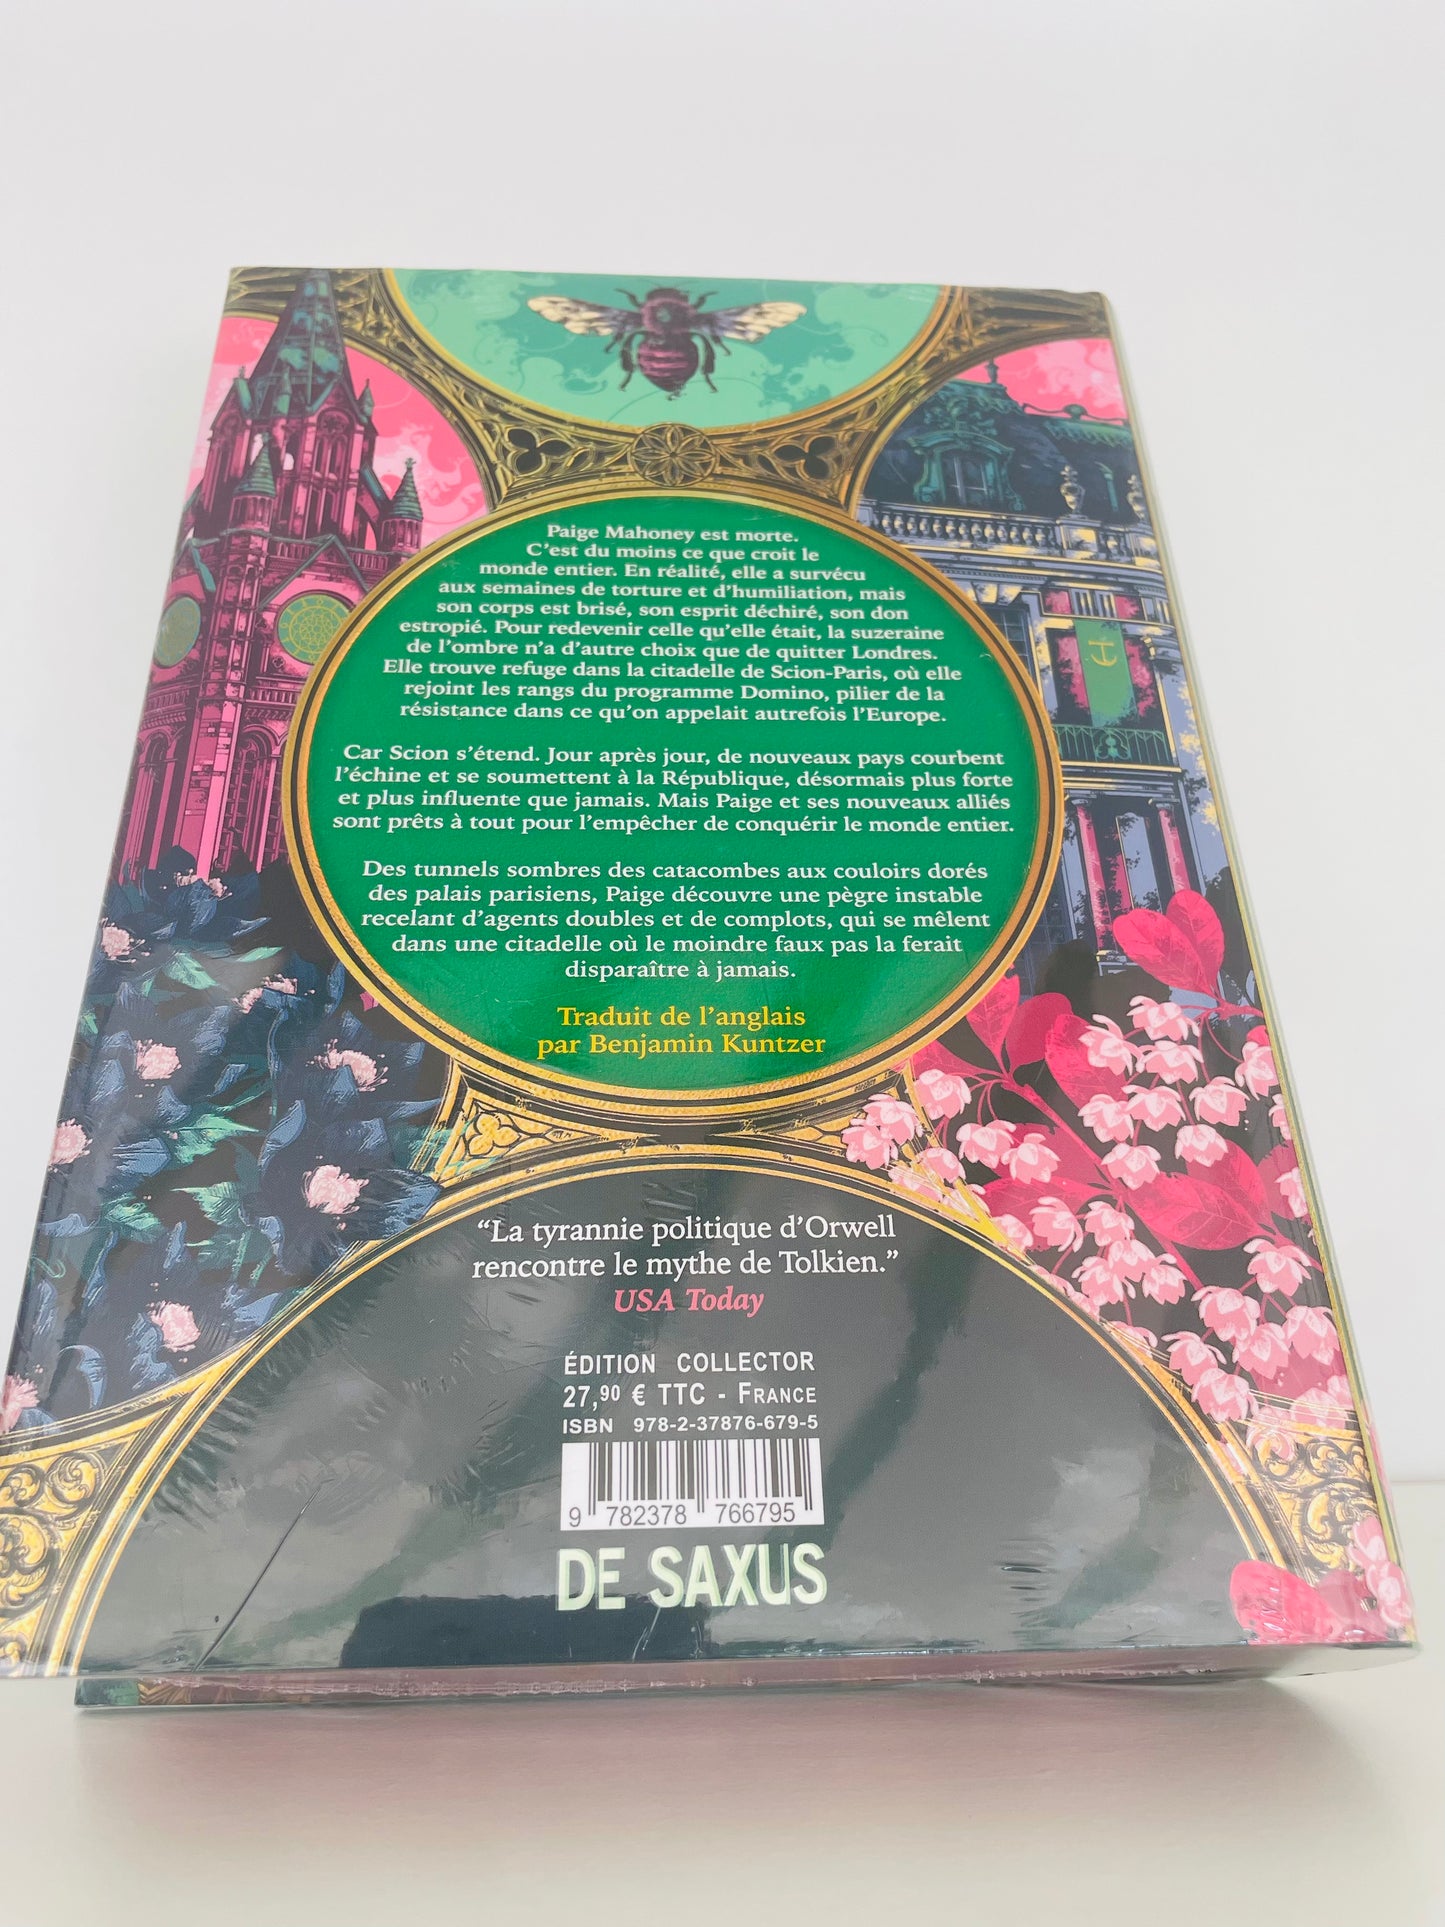 Paige Mahoney est morte.
C'est du moins ce que croit le
monde entier. En réalité, elle a survécu
aux semaines de torture et d'humiliation, mais
son corps est brisé, son esprit déchiré, son don
estropié. Pour redevenir celle qu'elle était, la suzeraine
de l'ombre n'a d'autre choix que de quitter Londres.
Elle trouve refuge dans la citadelle de Scion-Paris, où elle
rejoint les rangs du programme Domino, pilier de la
résistance dans ce qu'on appelait autrefois l'Europe.
Car Scion s'étend. Jour après jour, de nouveaux pays courbent
l'échine et se soumettent à la République, désormais plus forte
et plus influente que jamais. Mais Paige et ses nouveaux alliés
sont prêts à tout pour l'empêcher de conquérir le monde entier.
Des tunnels sombres des catacombes aux couloirs dorés
des palais parisiens, Paige découvre une pègre instable
recelant d'agents doubles et de complots, qui se mêlent
dans une citadelle où le moindre faux pas la ferait
disparaître à jamais.
Traduit de l'anglais
par Benjamin Kuntzer
“La tyrannie politique d'Orwell
rencontre le mythe de Tolkien.”
USA Today
ÉDITION COLLECTOR
27,90 € TTC - FRANCE
ISBN 978-2-37876-679-5
9 782378 766795
DE SAXUS